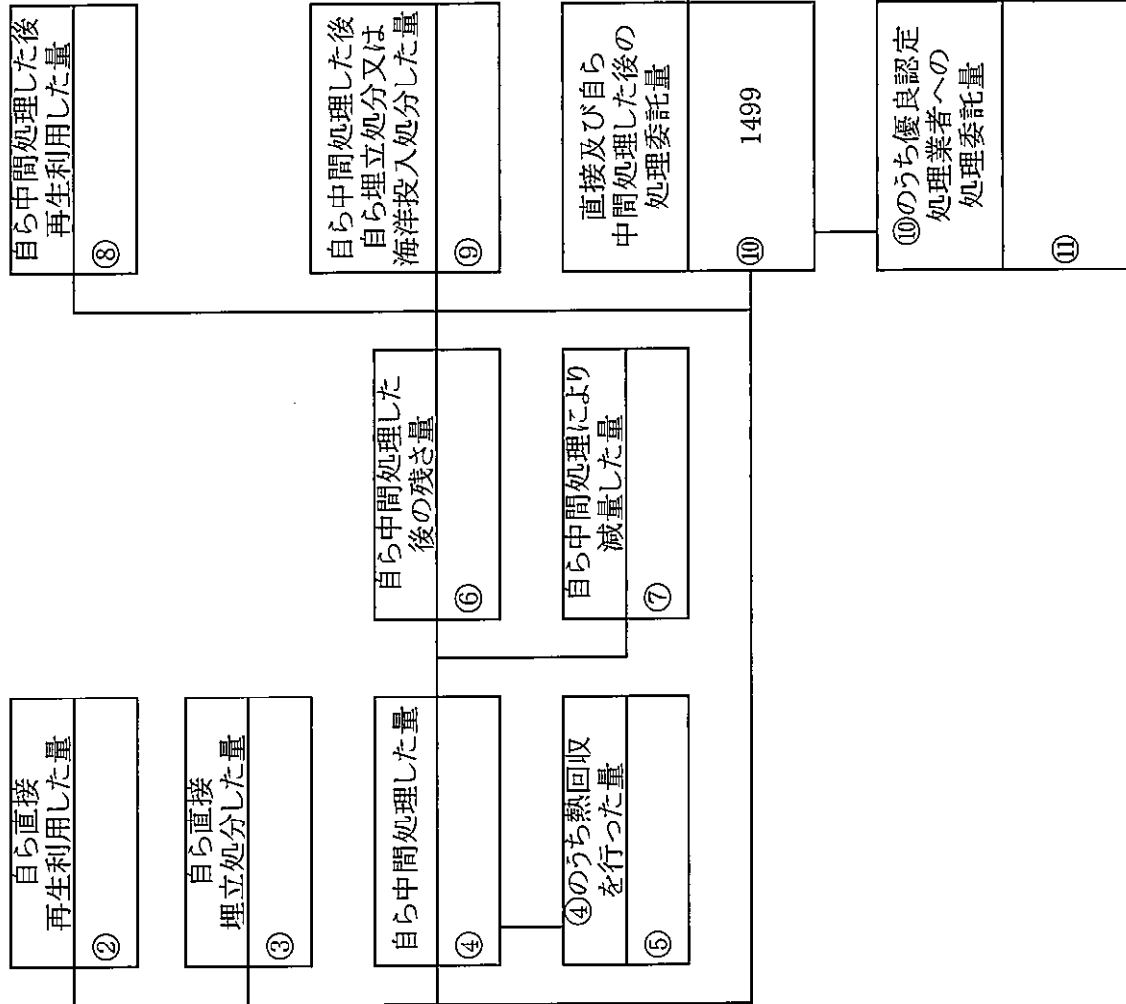 自ら直接
再生利用した量
②
自ら直接
埋立処分した量
③
自ら中間処理した量
④
④のうち熱回収
を行った量
⑤
自ら中間処理した
後の残さ量
⑥
自ら中間処理により
減量した量
⑦
自ら中間処理した後
再生利用した量
⑧
自ら中間処理した後
自ら埋立処分又は
海洋投入処分した量
⑨
直接及び自ら
中間処理した後の
処理委託量
⑩
1499
⑩のうち優良認定
処理業者への
処理委託量
⑪